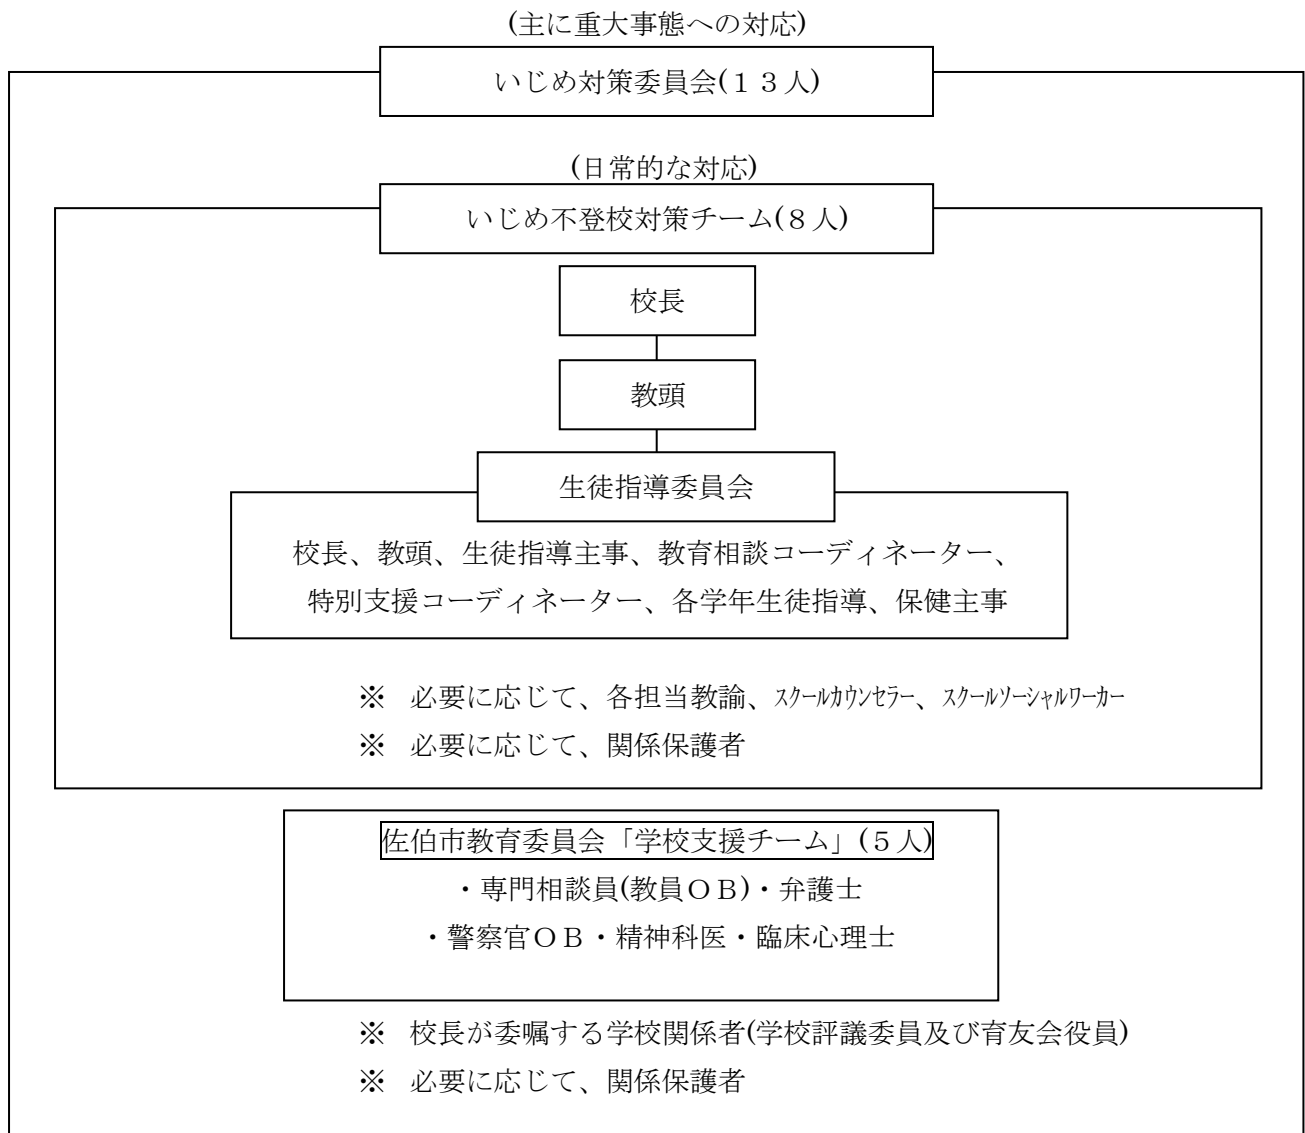 (主に重大事態への対応)
いじめ対策委員会(１３人)
(日常的な対応)
いじめ不登校対策チーム(８人)
校長
教頭
生徒指導委員会
校長、教頭、生徒指導主事、教育相談コーディネーター、
特別支援コーディネーター、各学年生徒指導、保健主事
※　必要に応じて、各担当教諭、ｽｸｰﾙｶｳﾝｾﾗｰ、ｽｸｰﾙｿｰｼｬﾙﾜｰｶｰ
※　必要に応じて、関係保護者
佐伯市教育委員会「学校支援チーム」(５人)
・専門相談員(教員ＯＢ)・弁護士
・警察官ＯＢ・精神科医・臨床心理士
※　校長が委嘱する学校関係者(学校評議委員及び育友会役員)
※　必要に応じて、関係保護者